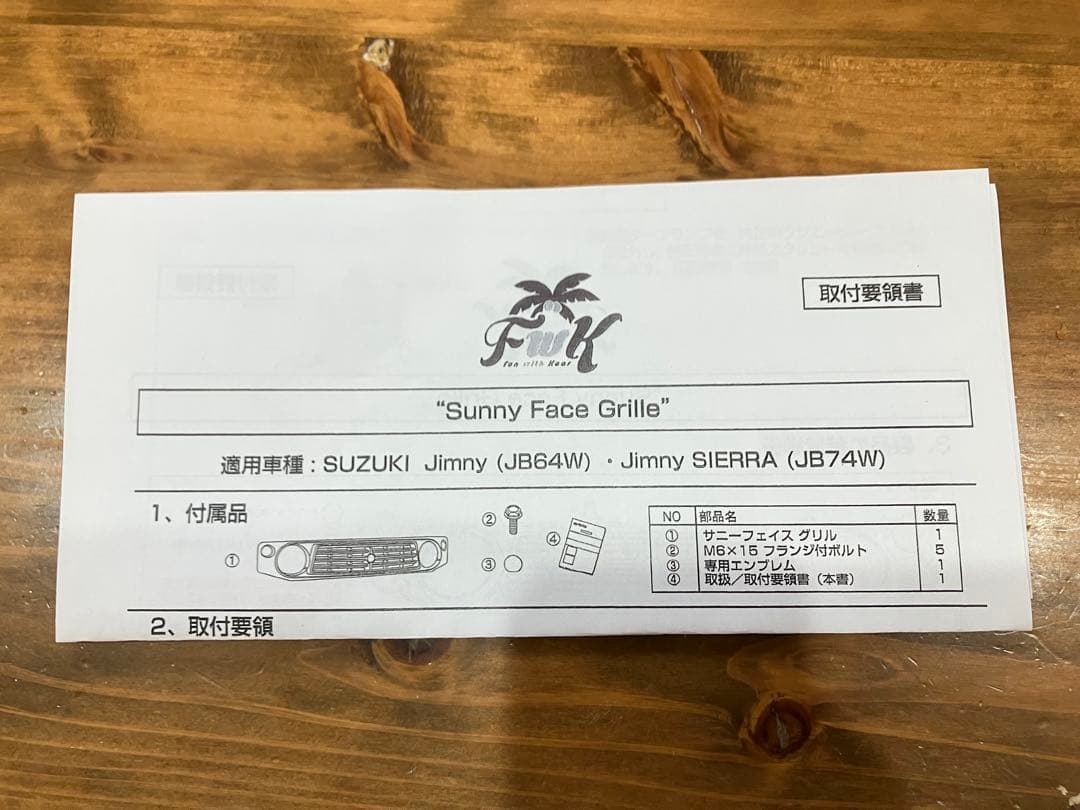 取付要領書
FwK
fun with Kear
“Sunny Face Grille”
適用車種：SUZUKI Jimny (JB64W) ・Jimny SIERRA (JB74W)
1、付属品
①
②
③
④
NO 部品名 数量
① サニーフェイス グリル 1
② M6×15 フランジ付ボルト 5
③ 専用エンブレム 1
④ 取扱／取付要領書（本書） 1
2、取付要領